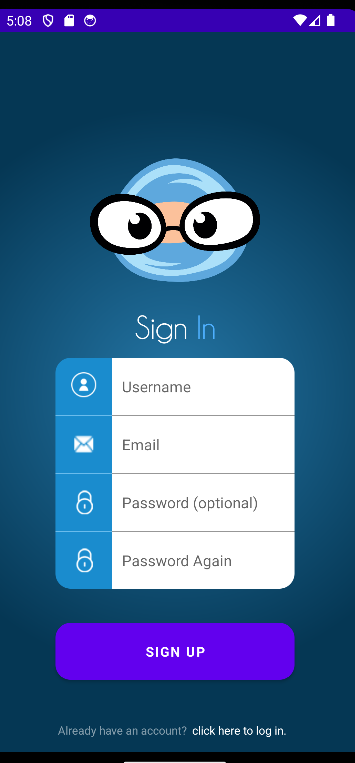 5:08
Sign In
Username
Email
Password (optional)
Password Again
SIGN UP
Already have an account? click here to log in.